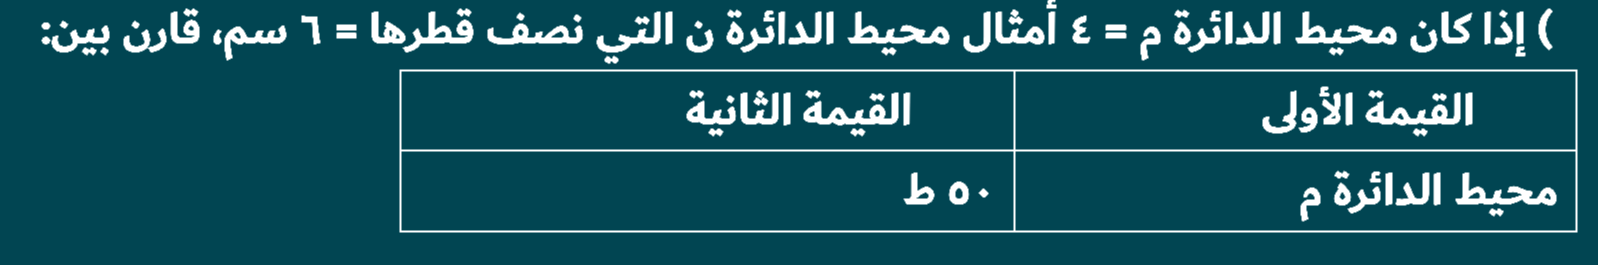 ) إذا كان محيط الدائرة م = ٤ أمثال محيط الدائرة ن التي نصف قطرها = ٦ سم، قارن بين:
القيمة الأولى القيمة الثانية
محيط الدائرة م ٥٠ ط